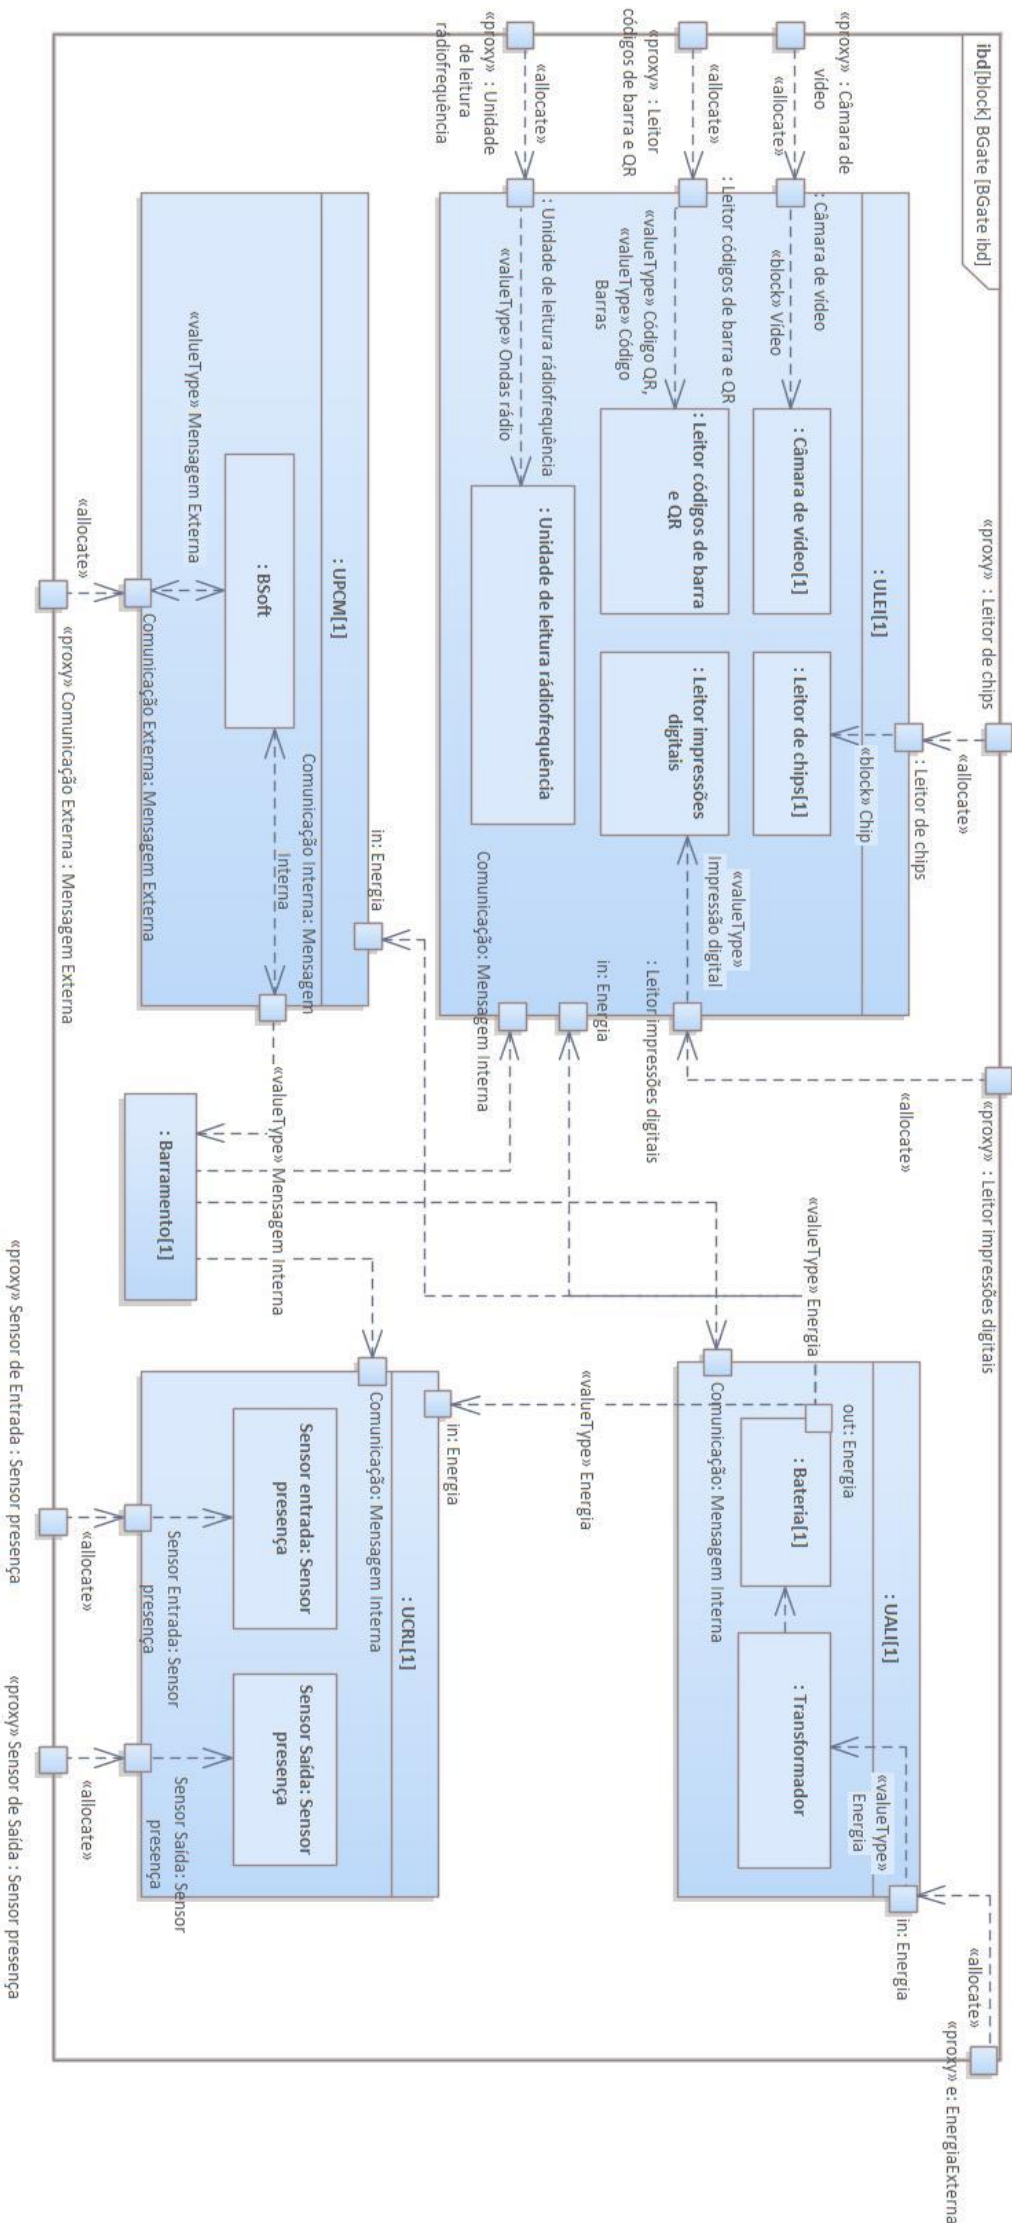 ibd[block] BGate [BGate ibd]
«proxy» : Câmara de
vídeo
«allocate»
: Câmara de vídeo
«block» Vídeo
: Câmara de vídeo[1]
«proxy» : Leitor
códigos de barra e QR
«allocate»
: Leitor códigos de barra e QR
«valueType» Código QR,
«valueType» Código
Barras
: Leitor códigos de barra
e QR
«proxy» : Unidade
de leitura
rádiofrequência
«allocate»
: Unidade de leitura rádiofrequência
«valueType» Ondas rádio
: Unidade de leitura rádiofrequência
: ULEI[1]
«proxy» : Leitor de chips
«allocate»
: Leitor de chips
«block» Chip
: Leitor de chips[1]
«proxy» : Leitor impressões digitais
«allocate»
: Leitor impressões digitais
«valueType»
Impressão digital
: Leitor impressões
digitais
in: Energia
Comunicação: Mensagem Interna
: UPCM[1]
: BSoft
«valueType» Mensagem Externa
Comunicação Externa: Mensagem Externa
«allocate»
«proxy» Comunicação Externa : Mensagem Externa
Comunicação Interna: Mensagem
Interna
in: Energia
«valueType» Mensagem Interna
: Barramento[1]
«valueType» Energia
«valueType» Energia
: UALI[1]
out: Energia
: Bateria[1]
: Transformador
«valueType»
Energia
in: Energia
«allocate»
«proxy» e: EnergiaExterna
Comunicação: Mensagem Interna
: UCRL[1]
in: Energia
Comunicação: Mensagem Interna
Sensor entrada: Sensor
presença
Sensor Saída: Sensor
presença
Sensor Entrada: Sensor
presença
Sensor Saída: Sensor
presença
«allocate»
«allocate»
«proxy» Sensor de Entrada : Sensor presença
«proxy» Sensor de Saída : Sensor presença